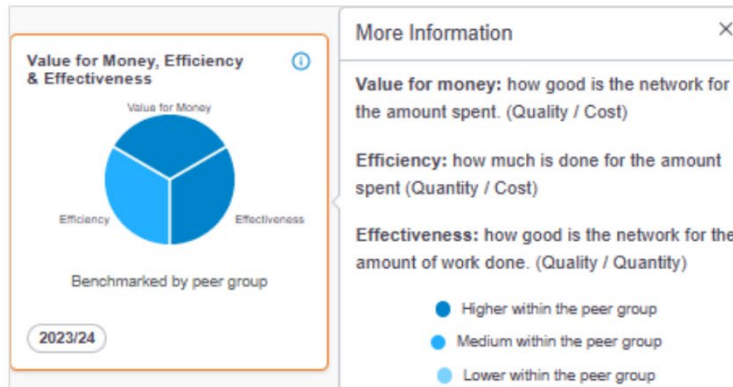 Value for Money, Efficiency
& Effectiveness
Value for Money
Efficiency
Effectiveness
Benchmarked by peer group
2023/24
More Information
Value for money: how good is the network for
the amount spent. (Quality / Cost)
Efficiency: how much is done for the amount
spent (Quantity / Cost)
Effectiveness: how good is the network for the
amount of work done. (Quality / Quantity)
Higher within the peer group
Medium within the peer group
Lower within the peer group